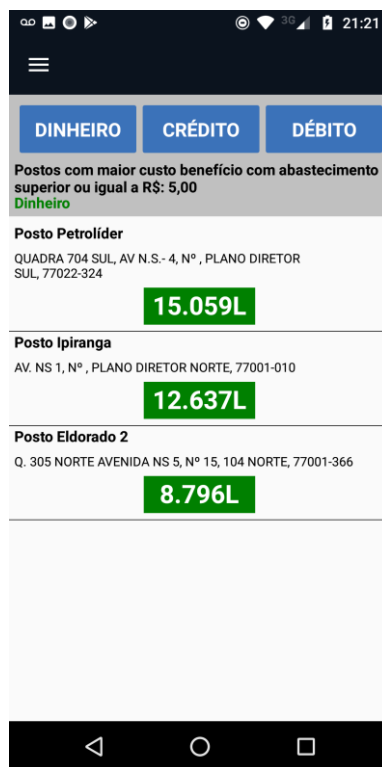 3G 21:21
DINHEIRO CRÉDITO DÉBITO
Postos com maior custo benefício com abastecimento
superior ou igual a R$: 5,00
Dinheiro
Posto Petrolíder
QUADRA 704 SUL, AV N.S.- 4, Nº , PLANO DIRETOR
SUL, 77022-324
15.059L
Posto Ipiranga
AV. NS 1, Nº , PLANO DIRETOR NORTE, 77001-010
12.637L
Posto Eldorado 2
Q. 305 NORTE AVENIDA NS 5, Nº 15, 104 NORTE, 77001-366
8.796L